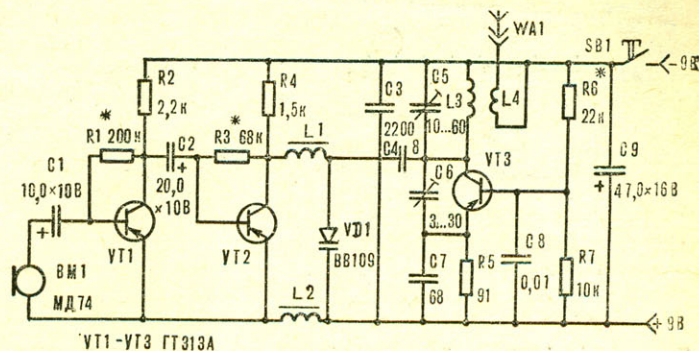 WA1
SB1
-9В
R2
2,2к
R4
1,5к
C3
2200
C5
10...60
L3
L4
*
R6
22к
*
R1 200к
C2
20,0
×10В
*
R3 68к
L1
C4
8
VT3
C9
47,0×16В
C1
10,0×10В
C6
3...30
VT1
VT2
VD1
ВВ109
BM1
МД74
L2
C7
68
R5
91
C8
0,01
R7
10к
+9В
VT1-VT3 ГТ313А